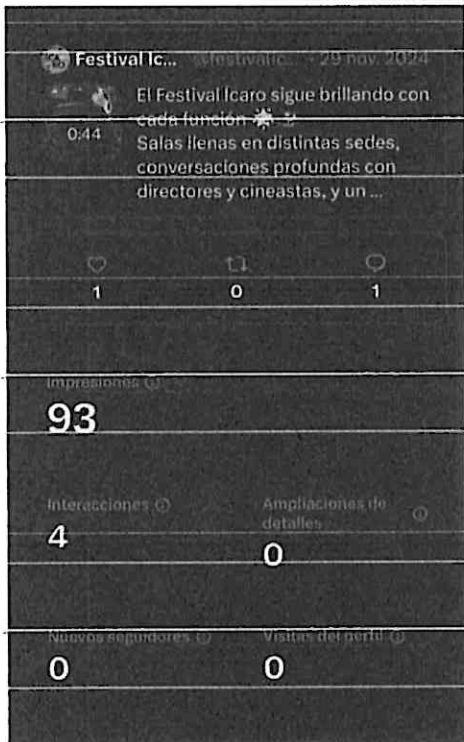 Festival Ic... @festivalic... · 29 nov. 2024
El Festival Icaro sigue brillando con
cada función
0:44
Salas llenas en distintas sedes,
conversaciones profundas con
directores y cineastas, y un ...
1 0 1
Impresiones
93
Interacciones Ampliaciones de
detalles
4 0
Nuevos seguidores Visitas del perfil
0 0